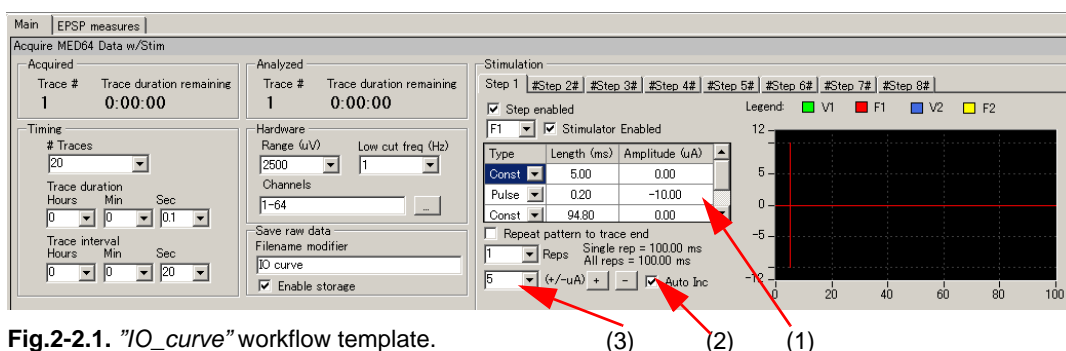 Main EPSP measures
Acquire MED64 Data w/Stim
Acquired
Trace # Trace duration remaining
1 0:00:00
Analyzed
Trace # Trace duration remaining
1 0:00:00
Timing
# Traces
20
Trace duration
Hours Min Sec
0 0 0.1
Trace interval
Hours Min Sec
0 0 20
Hardware
Range (uV) Low cut freq (Hz)
2500 1
Channels
1-64 ...
Save raw data
Filename modifier
IO curve
Enable storage
Stimulation
Step 1 #Step 2# #Step 3# #Step 4# #Step 5# #Step 6# #Step 7# #Step 8#
Step enabled
F1 Stimulator Enabled
Type Length (ms) Amplitude (uA)
Const 5.00 0.00
Pulse 0.20 -10.00
Const 94.80 0.00
Repeat pattern to trace end
1 Reps Single rep = 100.00 ms
All reps = 100.00 ms
5 (+/-uA) + - Auto Inc
Legend: V1 F1 V2 F2
12
5
0
-5
-12
0 20 40 60 80 100
(3) (2) (1)
Fig.2-2.1. ”IO_curve” workflow template.